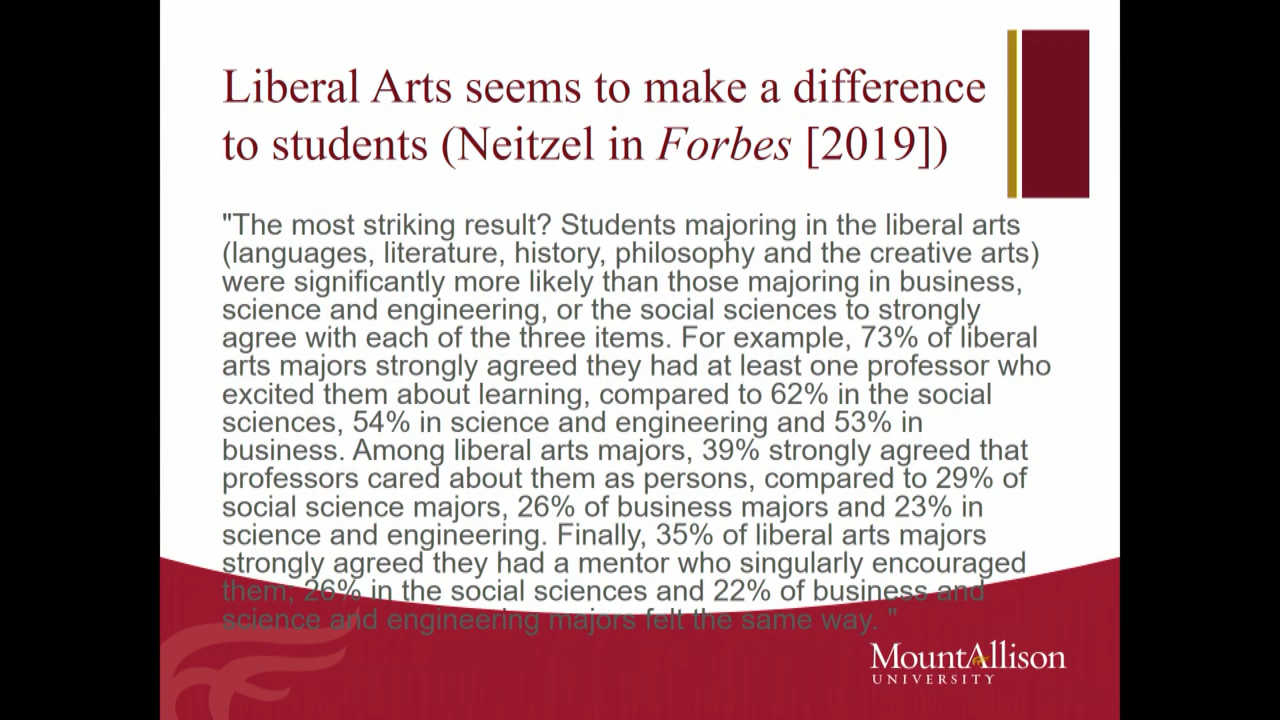 Liberal Arts seems to make a difference
to students (Neitzel in Forbes [2019])
"The most striking result? Students majoring in the liberal arts
(languages, literature, history, philosophy and the creative arts)
were significantly more likely than those majoring in business,
science and engineering, or the social sciences to strongly
agree with each of the three items. For example, 73% of liberal
arts majors strongly agreed they had at least one professor who
excited them about learning, compared to 62% in the social
sciences, 54% in science and engineering and 53% in
business. Among liberal arts majors, 39% strongly agreed that
professors cared about them as persons, compared to 29% of
social science majors, 26% of business majors and 23% in
science and engineering. Finally, 35% of liberal arts majors
strongly agreed they had a mentor who singularly encouraged
them; 26% in the social sciences and 22% of business and
science and engineering majors felt the same way. "
MountAllison
UNIVERSITY